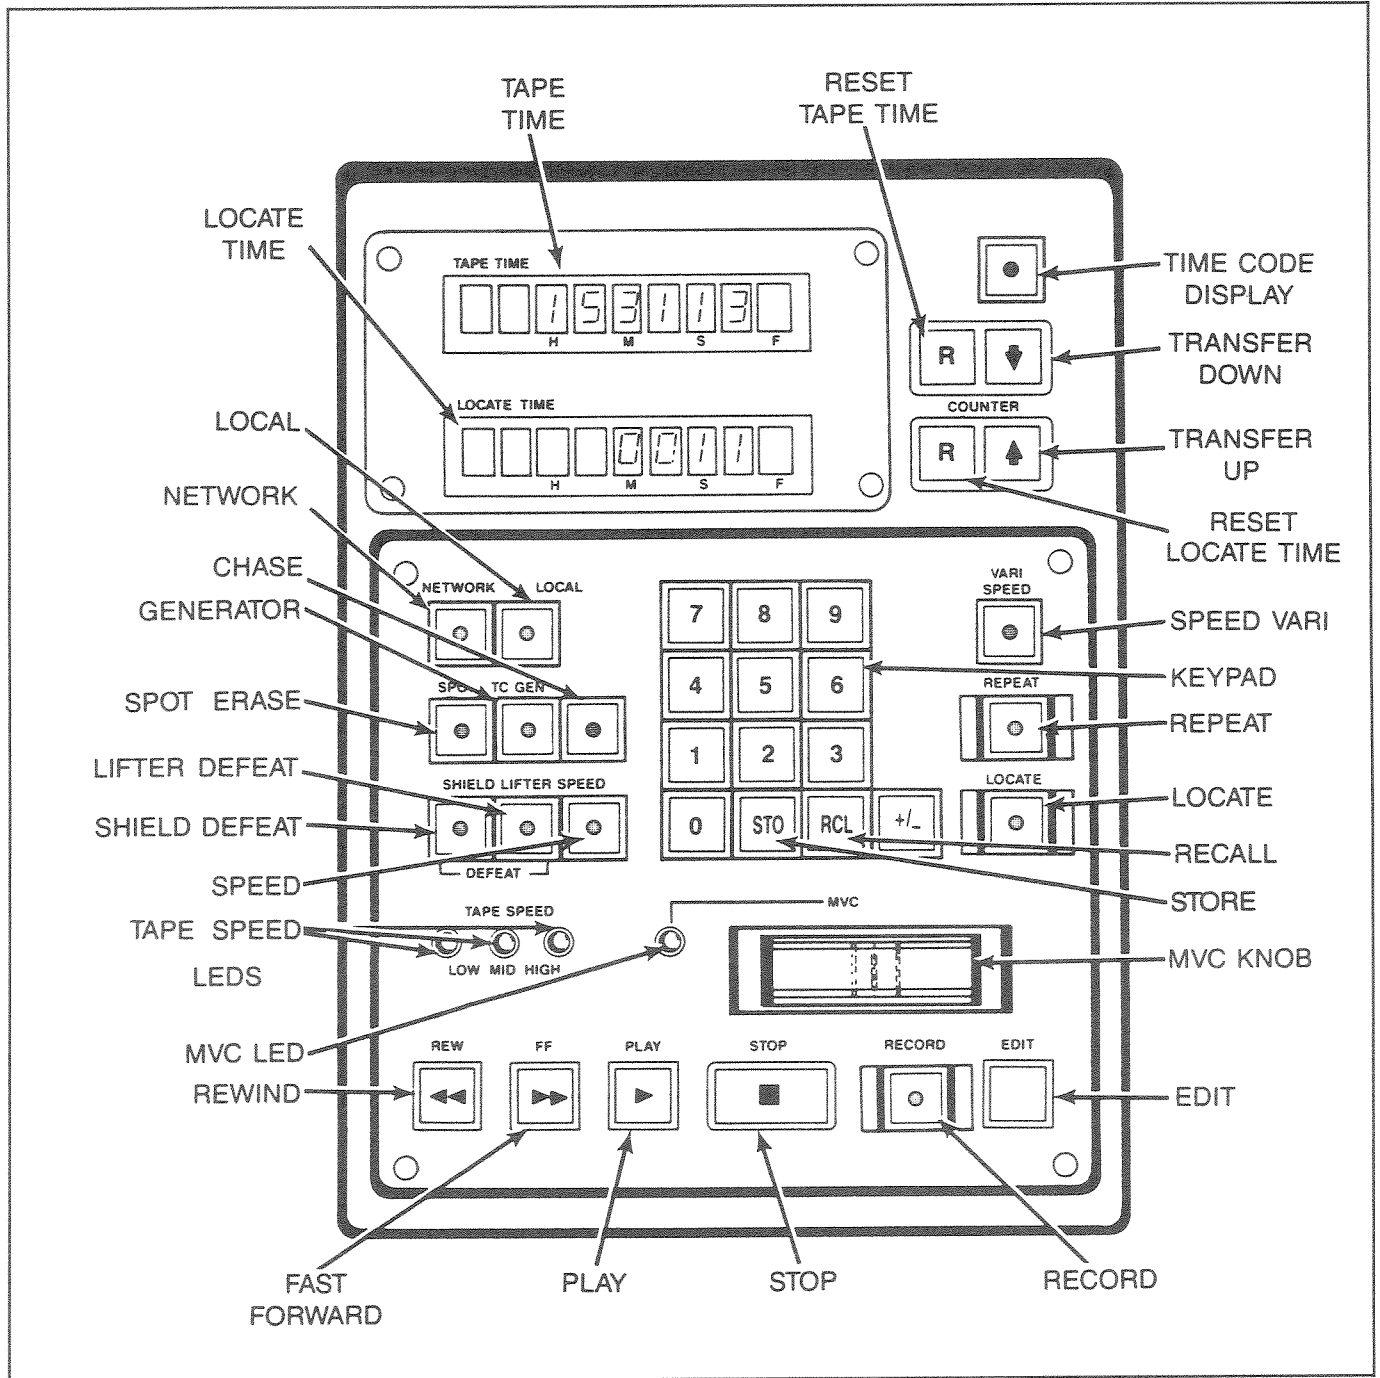 TAPE
TIME
RESET
TAPE TIME
LOCATE
TIME
TAPE TIME
153113
H M S F
TIME CODE
DISPLAY
R
TRANSFER
DOWN
COUNTER
LOCATE TIME
0011
H M S F
R
TRANSFER
UP
RESET
LOCATE TIME
LOCAL
NETWORK
CHASE
GENERATOR
SPOT ERASE
LIFTER DEFEAT
SHIELD DEFEAT
SPEED
TAPE SPEED
LEDS
MVC LED
REWIND
NETWORK LOCAL
TC GEN
SHIELD LIFTER SPEED
DEFEAT
TAPE SPEED
LOW MID HIGH
MVC
7 8 9
4 5 6
1 2 3
0 STO RCL +/-
VARI
SPEED
REPEAT
LOCATE
SPEED VARI
KEYPAD
REPEAT
LOCATE
RECALL
STORE
MVC KNOB
REW FF PLAY STOP RECORD EDIT
EDIT
FAST
FORWARD
PLAY
STOP
RECORD